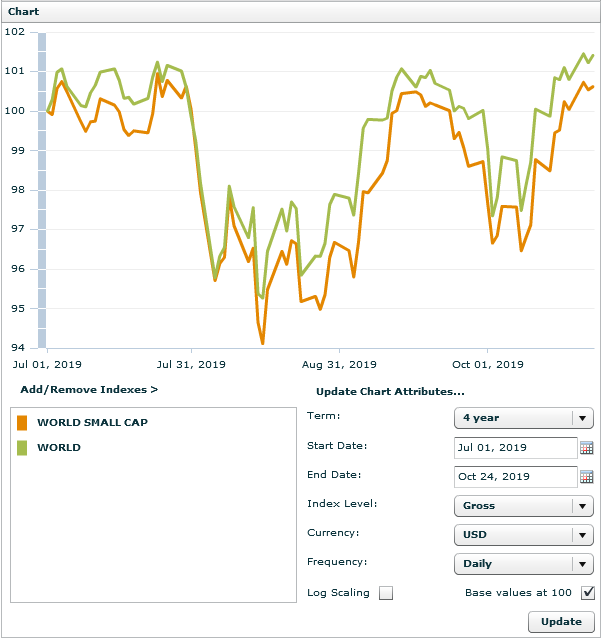 Chart
102
101
100
99
98
97
96
95
94
Jul 01, 2019 Jul 31, 2019 Aug 31, 2019 Oct 01, 2019
Add/Remove Indexes >
WORLD SMALL CAP
WORLD
Update Chart Attributes...
Term: 4 year
Start Date: Jul 01, 2019
End Date: Oct 24, 2019
Index Level: Gross
Currency: USD
Frequency: Daily
Log Scaling Base values at 100
Update